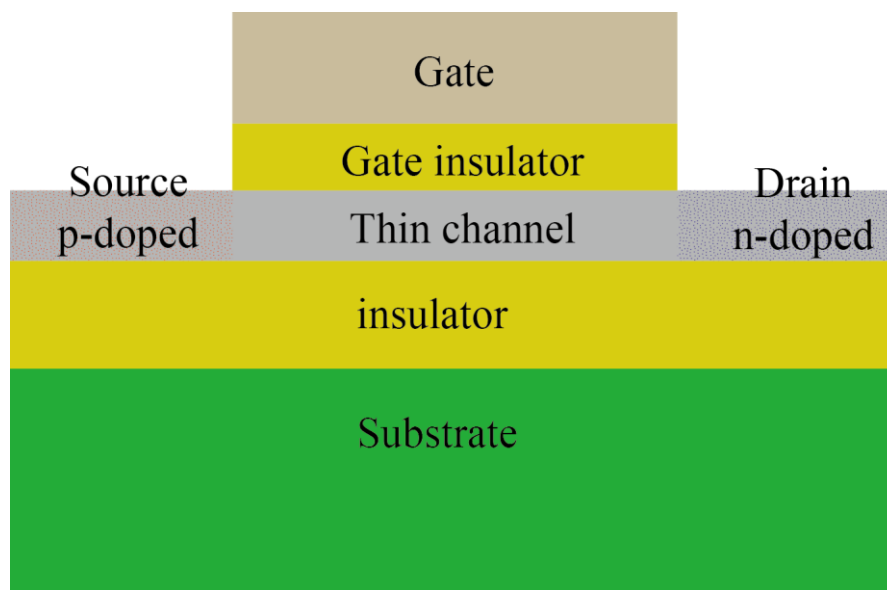 Gate
Gate insulator
Source
p-doped
Thin channel
Drain
n-doped
insulator
Substrate